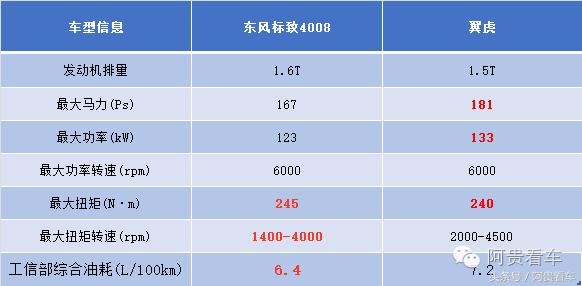 车型信息 东风标致4008 翼虎
发动机排量 1.6T 1.5T
最大马力(Ps) 167 181
最大功率(kW) 123 133
最大功率转速(rpm) 6000 6000
最大扭矩(N·m) 245 240
最大扭矩转速(rpm) 1400-4000 2000-4500
工信部综合油耗(L/100km) 6.4 7.2
阿贵看车
头条号/阿贵看车